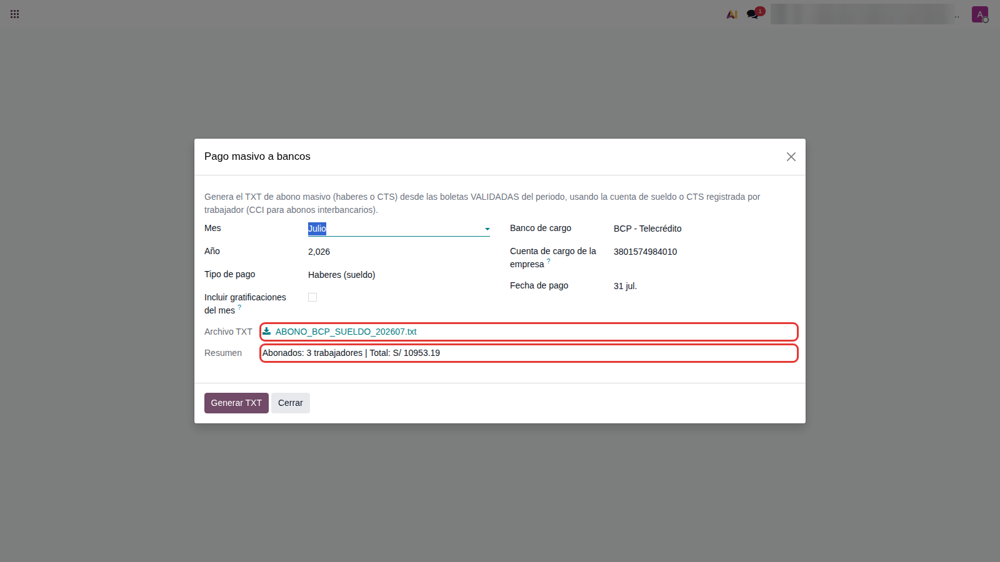 AI
1
..
A
Pago masivo a bancos
Genera el TXT de abono masivo (haberes o CTS) desde las boletas VALIDADAS del periodo, usando la cuenta de sueldo o CTS registrada por
trabajador (CCI para abonos interbancarios).
Mes
Julio
Banco de cargo
BCP - Telecrédito
Año
2,026
Cuenta de cargo de la
empresa ?
3801574984010
Tipo de pago
Haberes (sueldo)
Fecha de pago
31 jul.
Incluir gratificaciones
del mes ?
Archivo TXT
ABONO_BCP_SUELDO_202607.txt
Resumen
Abonados: 3 trabajadores | Total: S/ 10953.19
Generar TXT
Cerrar